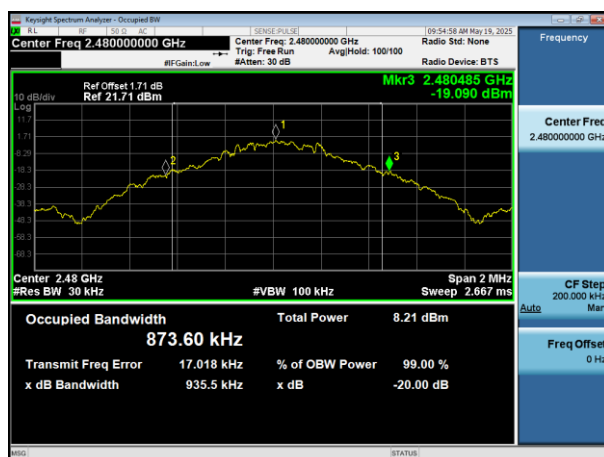 Keysight Spectrum Analyzer - Occupied BW
RL RF 50 Ω AC SENSE:PULSE 09:54:58 AM May 19, 2025
Center Freq 2.480000000 GHz
Center Freq: 2.480000000 GHz
Radio Std: None
Trig: Free Run Avg|Hold: 100/100
#IFGain:Low #Atten: 30 dB
Radio Device: BTS
Ref Offset 1.71 dB
10 dB/div Ref 21.71 dBm
Mkr3 2.480485 GHz
-19.090 dBm
Log
11.7
1.71
-8.29
-18.3
-28.3
-38.3
-48.3
-58.3
-68.3
1
2
3
Center 2.48 GHz Span 2 MHz
#Res BW 30 kHz #VBW 100 kHz Sweep 2.667 ms
Occupied Bandwidth Total Power 8.21 dBm
873.60 kHz
Transmit Freq Error 17.018 kHz % of OBW Power 99.00 %
x dB Bandwidth 935.5 kHz x dB -20.00 dB
MSG STATUS
Frequency
Center Freq
2.480000000 GHz
CF Step
200.000 kHz
Auto Man
Freq Offset
0 Hz